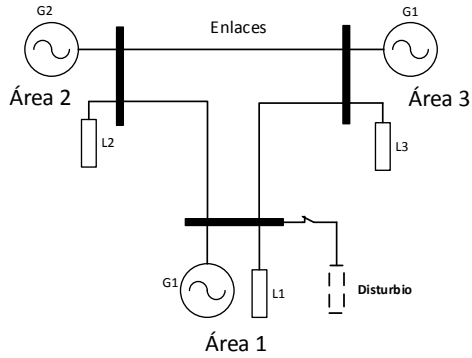 G2
Enlaces
G1
Área 2
Área 3
L2
L3
G1
L1
Disturbio
Área 1